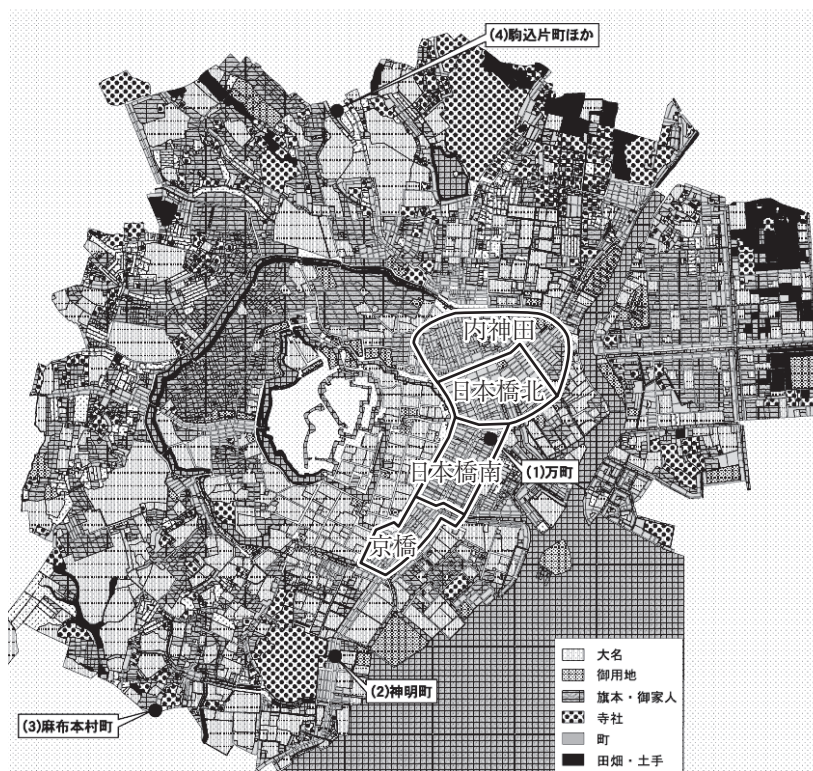 (4)駒込片町ほか
内神田
日本橋北
日本橋南
(1)万町
京橋
(2)神明町
(3)麻布本村町
大名
御用地
旗本・御家人
寺社
町
田畑・土手